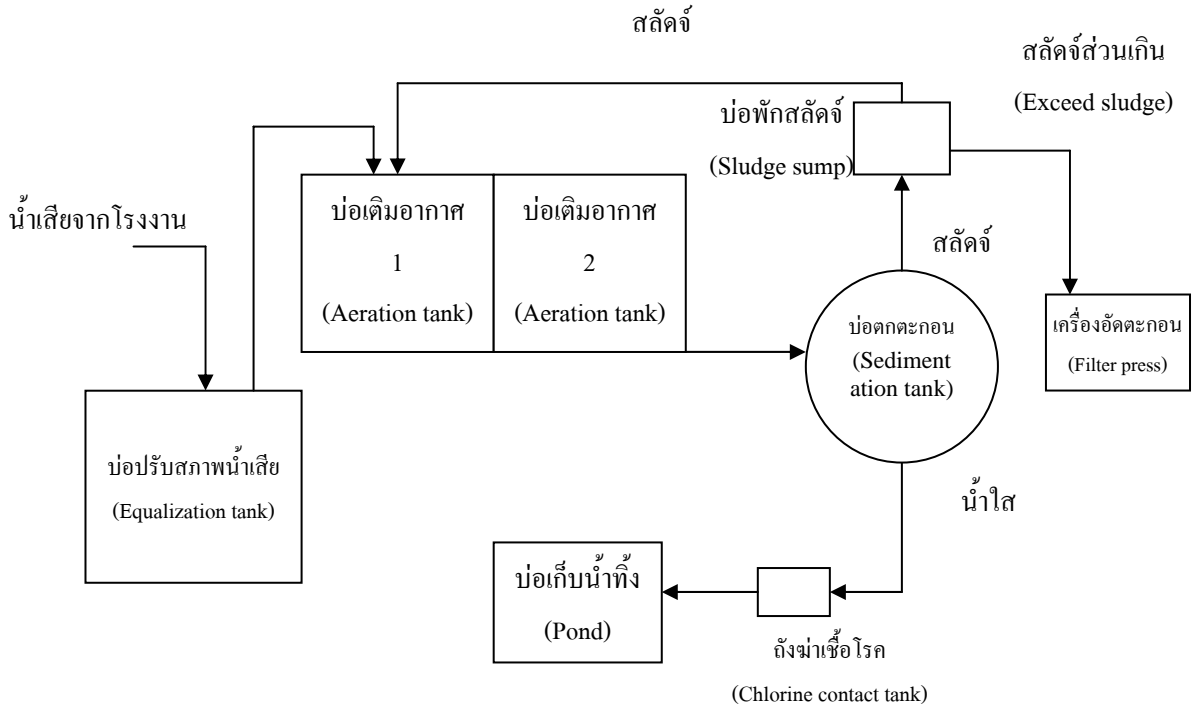 สลัดจ์
สลัดจ์ส่วนเกิน
(Exceed sludge)
บ่อพักสลัดจ์
(Sludge sump)
น้ำเสียจากโรงงาน
บ่อเติมอากาศ
1
(Aeration tank)
บ่อเติมอากาศ
2
(Aeration tank)
สลัดจ์
บ่อตกตะกอน
(Sediment
ation tank)
เครื่องอัดตะกอน
(Filter press)
บ่อปรับสภาพน้ำเสีย
(Equalization tank)
น้ำใส
บ่อเก็บน้ำทิ้ง
(Pond)
ถังฆ่าเชื้อโรค
(Chlorine contact tank)